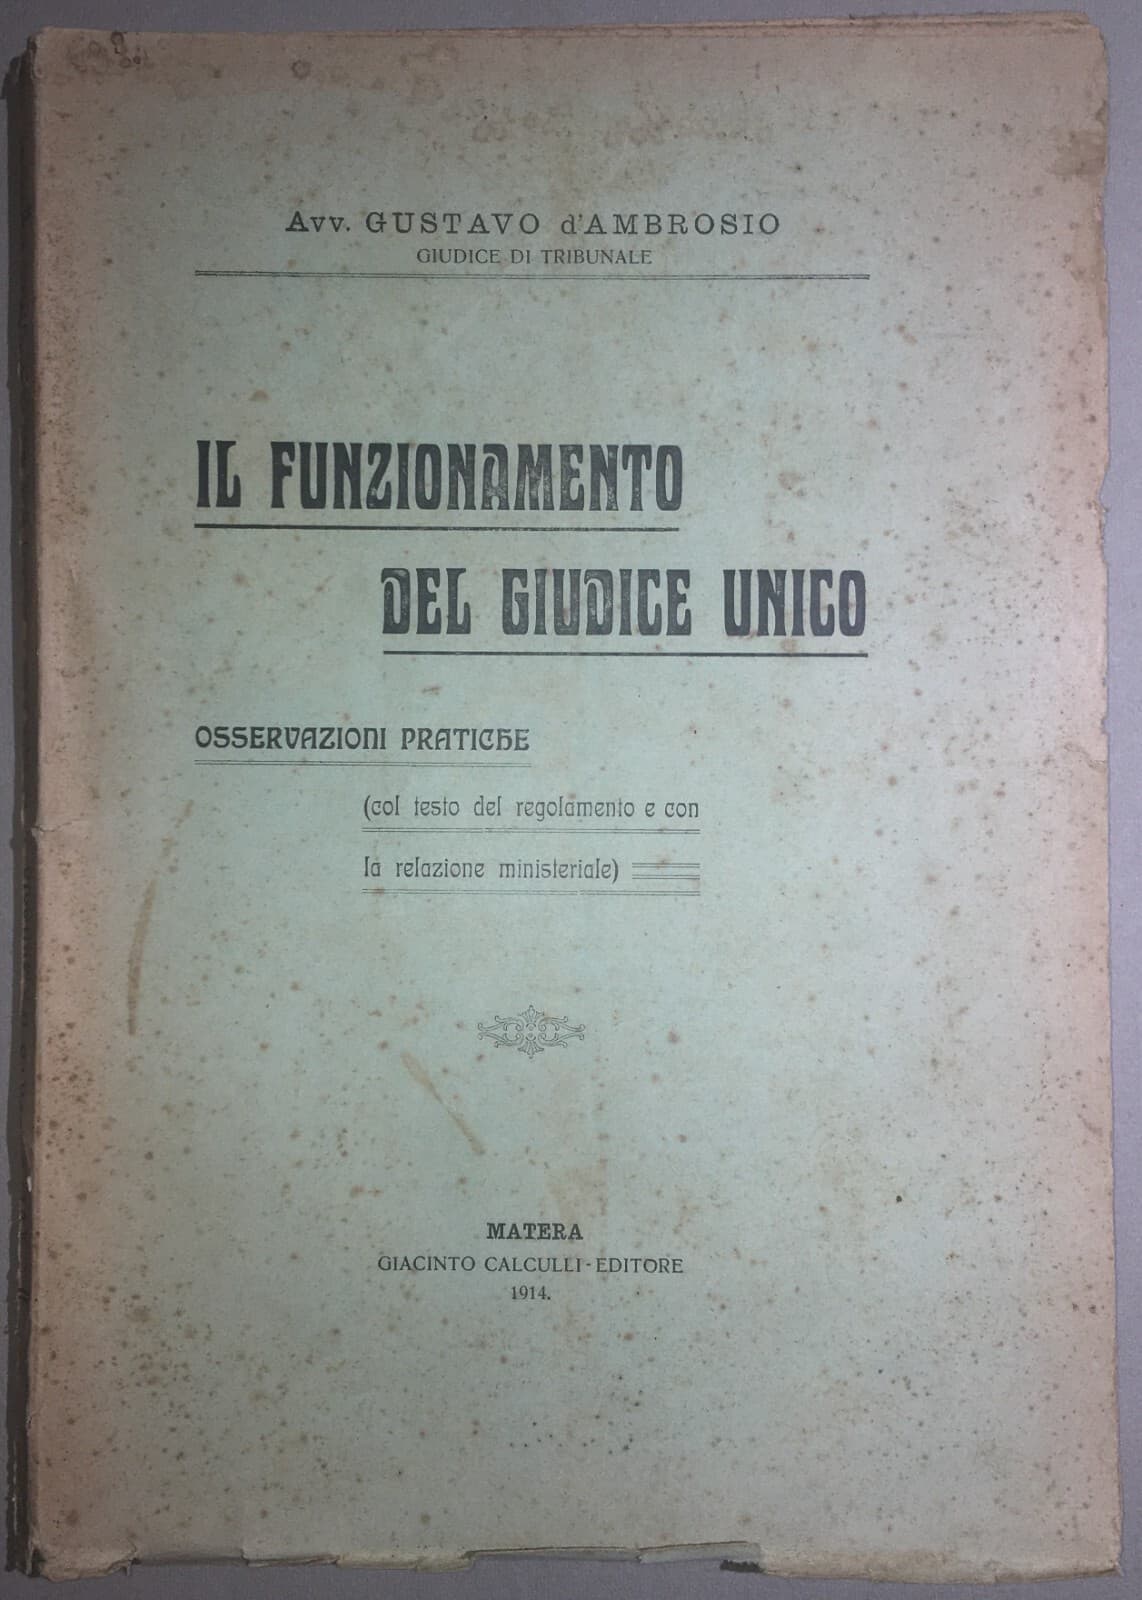 Avv. GUSTAVO d'AMBROSIO
GIUDICE DI TRIBUNALE
IL FUNZIONAMENTO
DEL GIUDICE UNICO
OSSERVAZIONI PRATICHE
(col testo del regolamento e con
la relazione ministeriale)
MATERA
GIACINTO CALCULLI - EDITORE
1914.